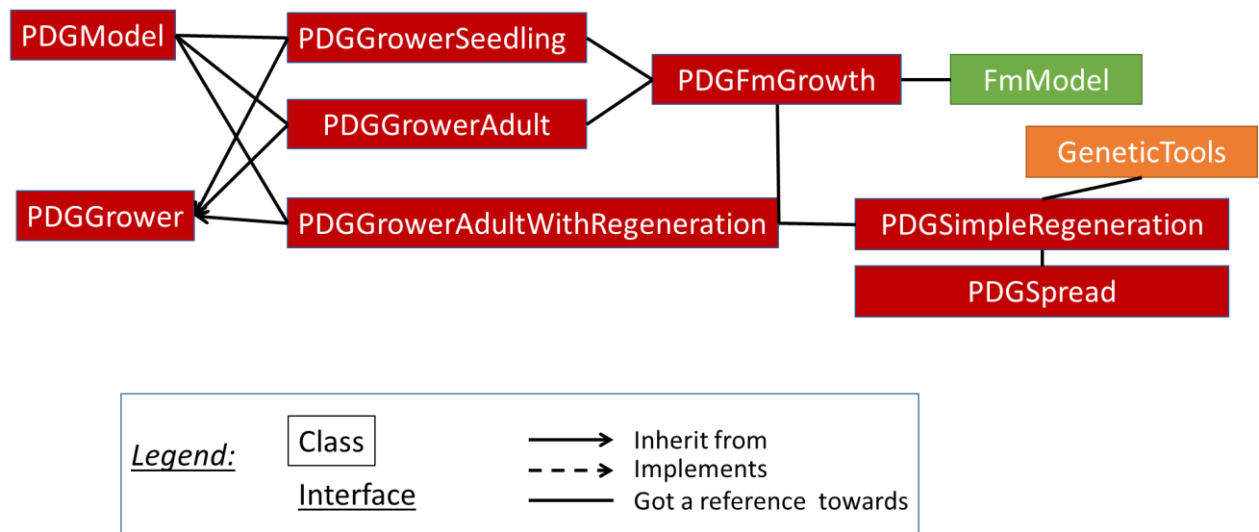 PDGModel
PDGGrowerSeedling
PDGFmGrowth
FmModel
PDGGrowerAdult
GeneticTools
PDGGrower
PDGGrowerAdultWithRegeneration
PDGSimpleRegeneration
PDGSpread
Legend:
Class
Interface
Inherit from
Implements
Got a reference towards